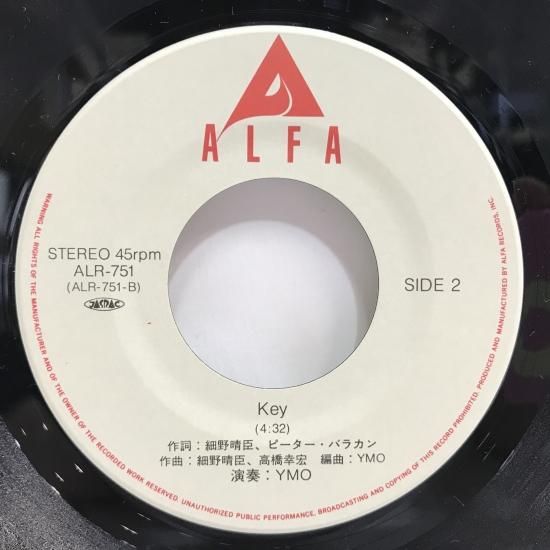 ALFA
STEREO 45rpm
ALR-751
(ALR-751-B)
JASRAC
SIDE 2
Key
(4:32)
作詞:細野晴臣、ピーター・バラカン
作曲:細野晴臣、高橋幸宏 編曲:YMO
演奏:YMO
WARNING: ALL RIGHTS OF THE MANUFACTURER AND OF THE OWNER OF THE RECORDED WORK RESERVED. UNAUTHORIZED PUBLIC PERFORMANCE, BROADCASTING AND COPYING OF THIS RECORD PROHIBITED. PRODUCED AND MANUFACTURED BY ALFA RECORDS, INC.